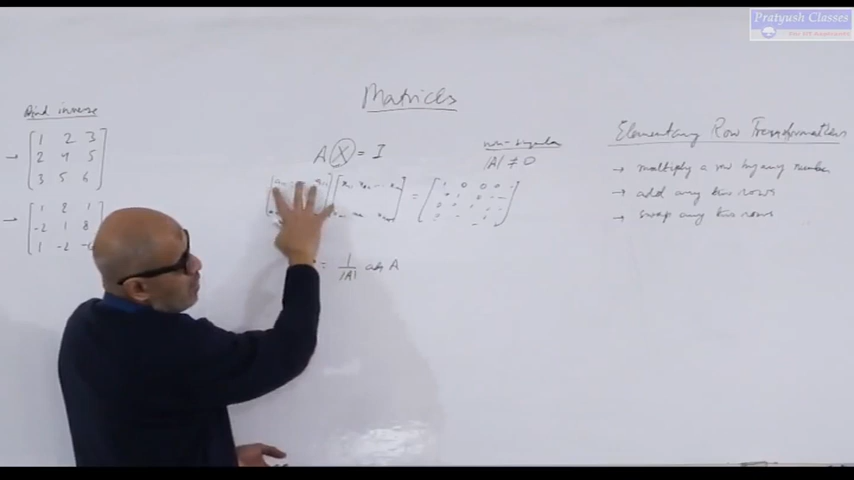 Pratyush Classes
Matrices
Find inverse
1 2 3
→ 2 4 5
3 5 6
→ 1 2 1
-2 1 8
1 -2
A X = I
non-singular
|A| ≠ 0
= 1/|A| adj A
Elementary Row Transformations
→ multiply a row by any number
→ add any two rows
→ swap any two rows